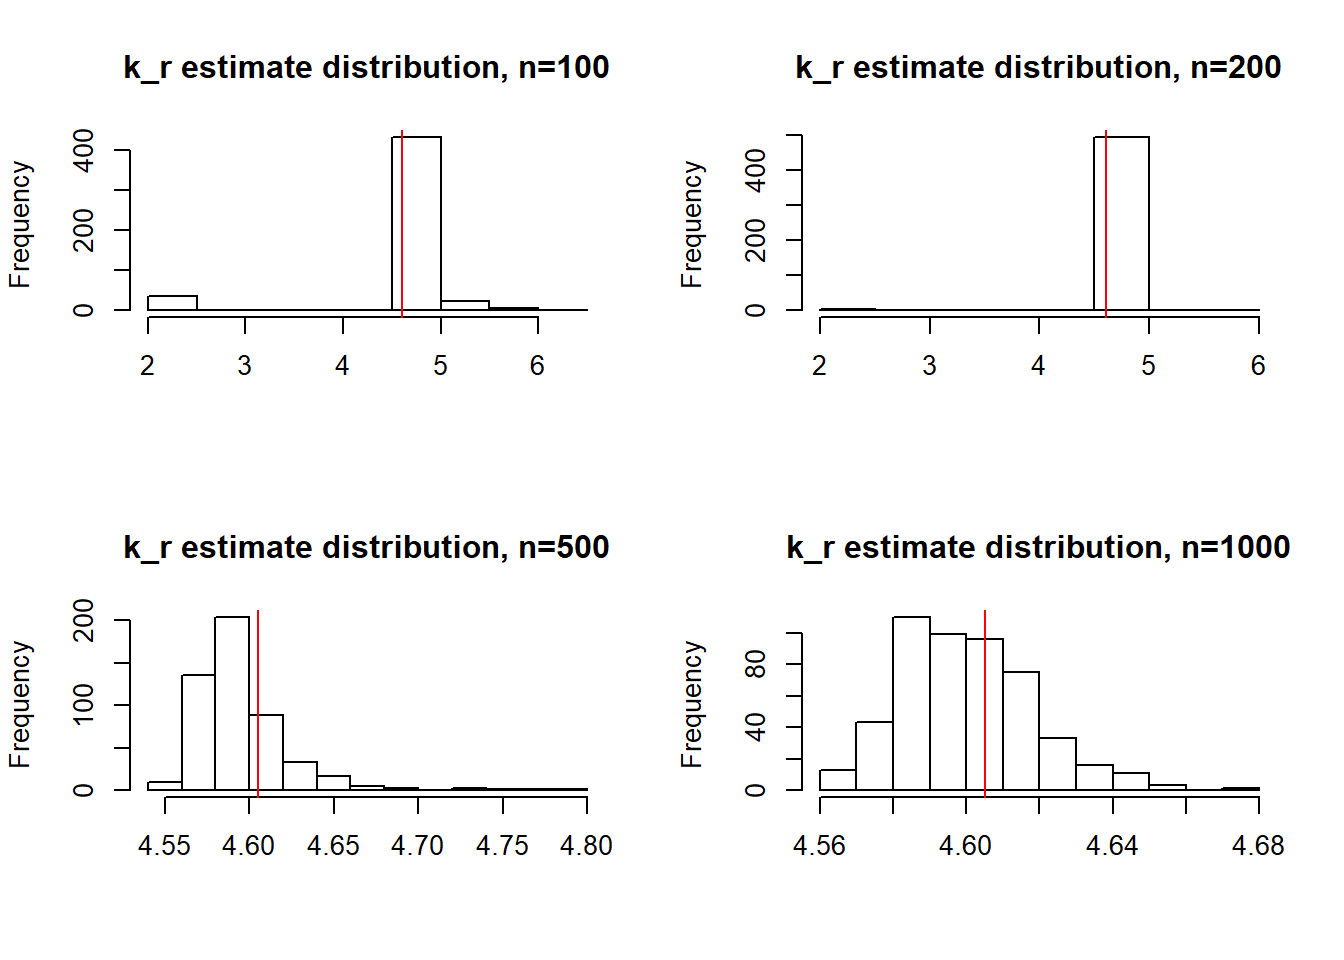 k_r estimate distribution, n=100
Frequency
0 200 400
2 3 4 5 6
k_r estimate distribution, n=200
Frequency
0 200 400
2 3 4 5 6
k_r estimate distribution, n=500
Frequency
0 100 200
4.55 4.60 4.65 4.70 4.75 4.80
k_r estimate distribution, n=1000
Frequency
0 40 80
4.56 4.60 4.64 4.68